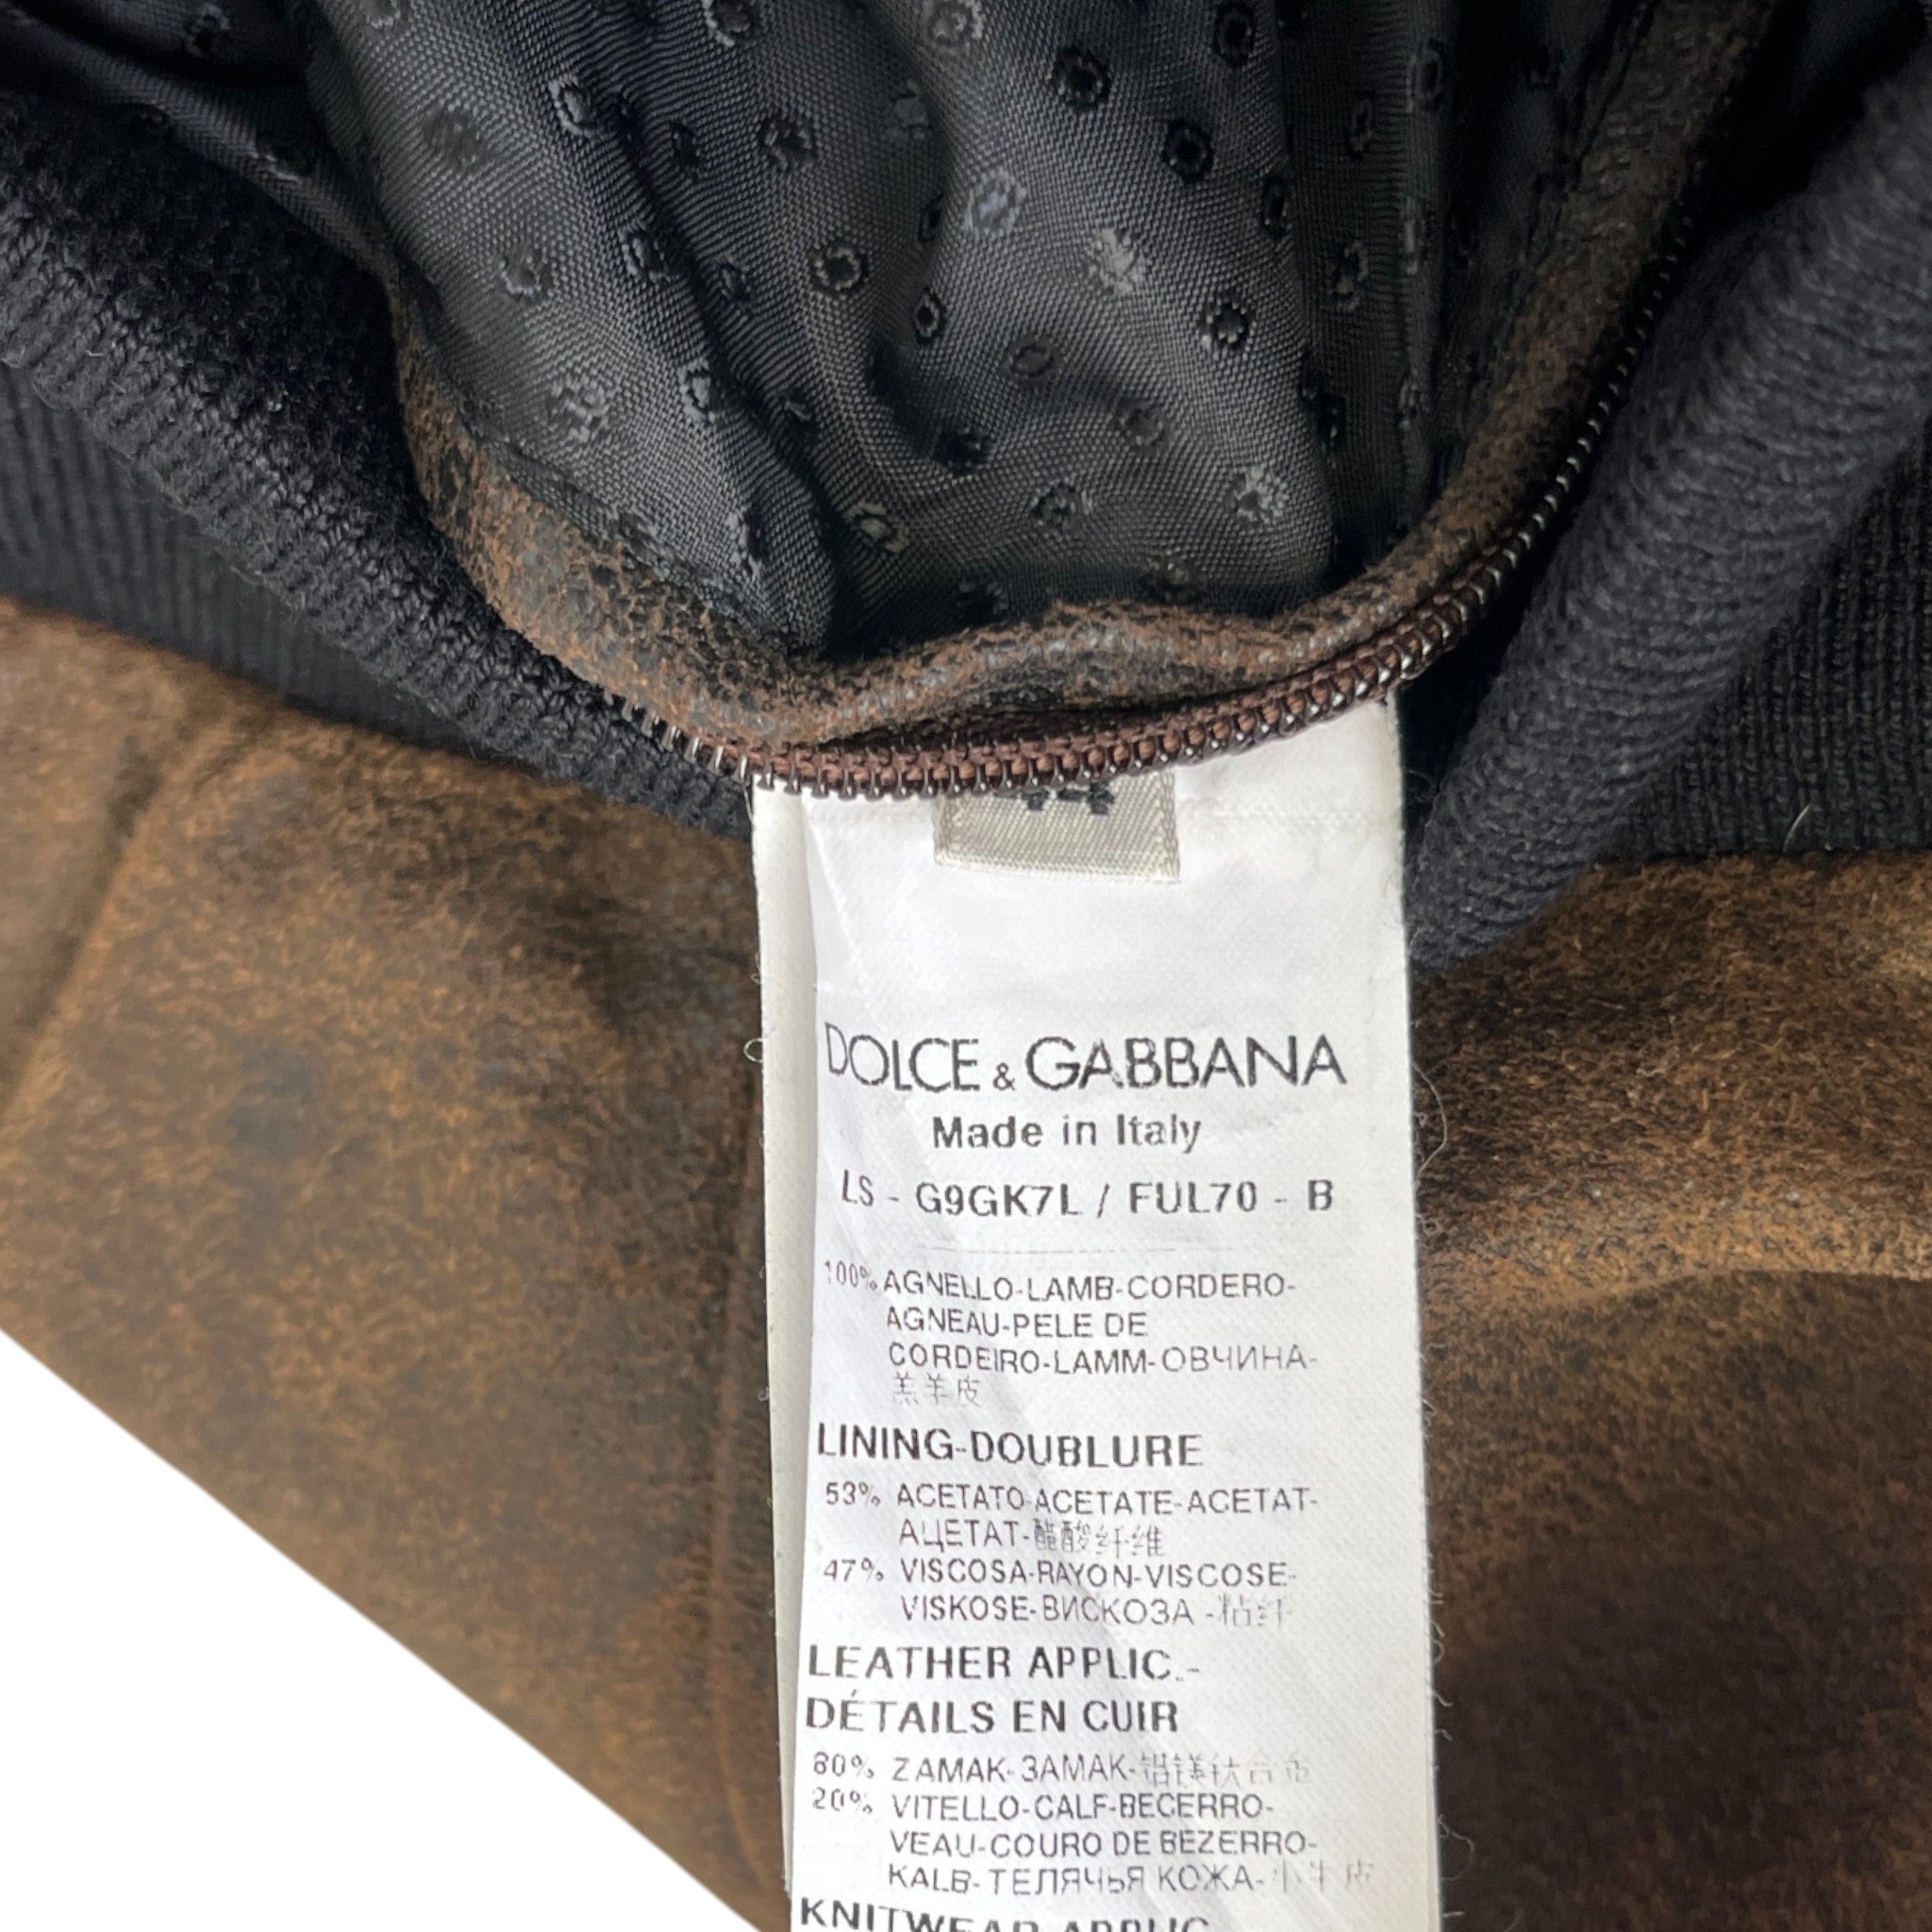 44
DOLCE & GABBANA
Made in Italy
LS - G9GK7L / FUL70 - B
100% AGNELLO-LAMB-CORDERO-
AGNEAU-PELE DE
CORDEIRO-LAMM-ОВЧИНА-
羔羊皮
LINING-DOUBLURE
53% ACETATO-ACETATE-ACETAT-
АЦЕТАТ-醋酸纤维
47% VISCOSA-RAYON-VISCOSE-
VISKOSE-ВИСКОЗА -粘纤
LEATHER APPLIC.-
DÉTAILS EN CUIR
80% ZAMAK-ЗАМАК-
20% VITELLO-CALF-BECERRO-
VEAU-COURO DE BEZERRO-
KALB-ТЕЛЯЧЬЯ КОЖА-小牛皮
KNITWEAR APPLIC.